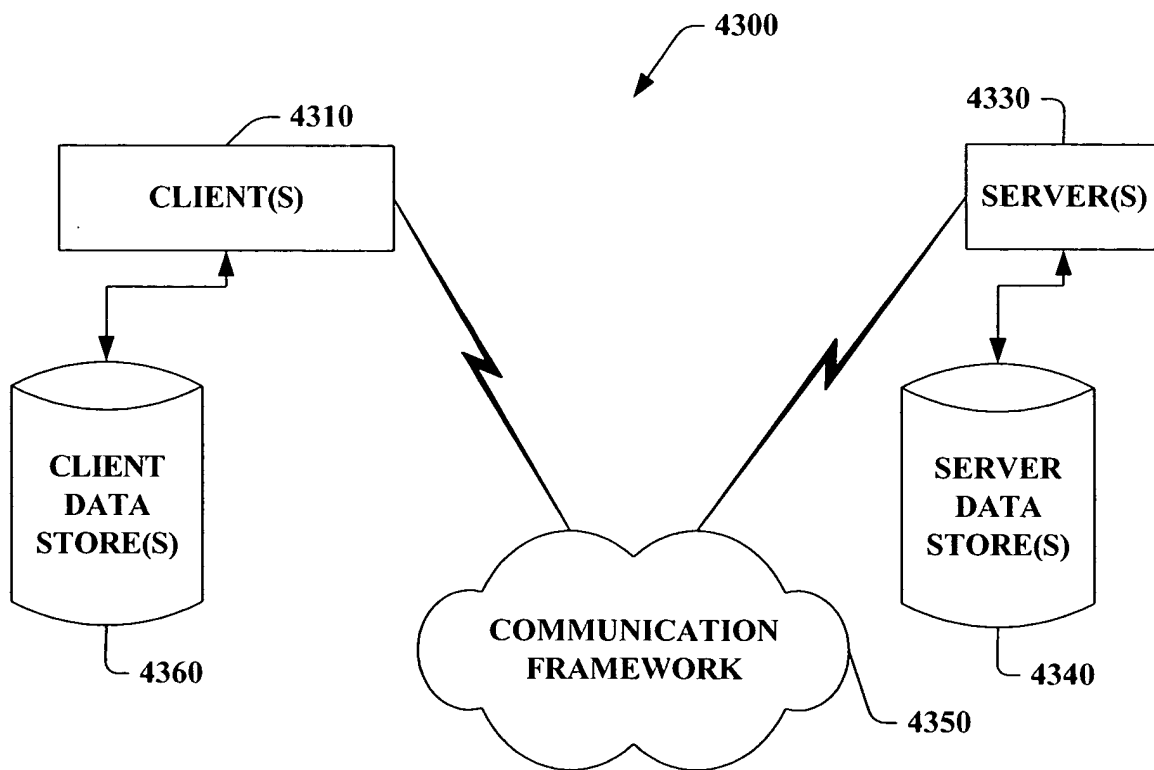 4300
4310
4330
CLIENT(S)
SERVER(S)
CLIENT
DATA
STORE(S)
SERVER
DATA
STORE(S)
COMMUNICATION
FRAMEWORK
4360
4340
4350